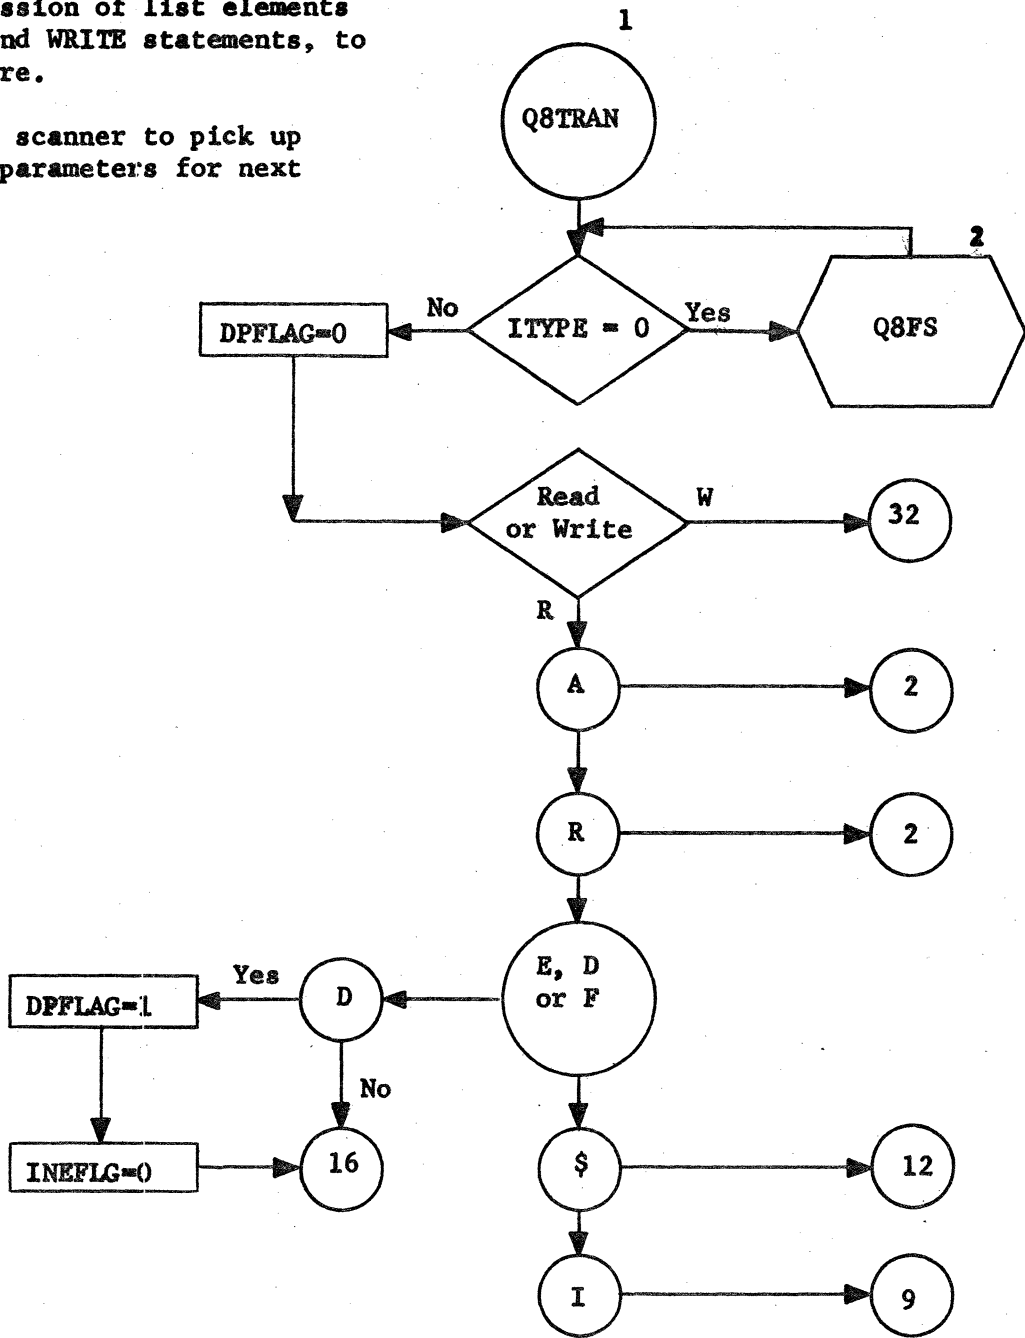 ssion of list elements
nd WRITE statements, to
re.
scanner to pick up
parameters for next
1
Q8TRAN
2
No
ITYPE = 0
Yes
Q8FS
DPFLAG=0
Read
or Write
W
32
R
A
2
R
2
E, D
or F
Yes
D
DPFLAG=1
No
INEFLG=0
16
$
12
I
9